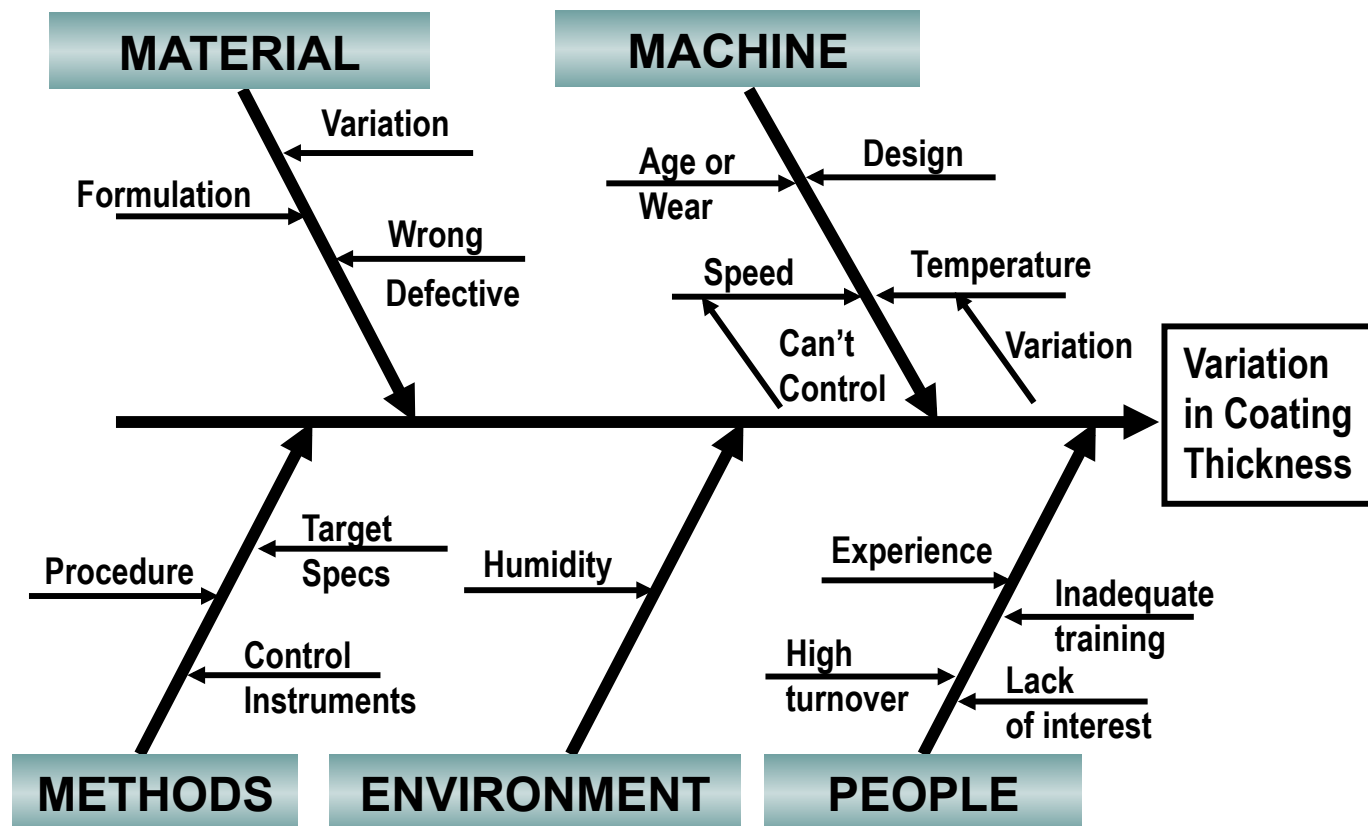 MATERIAL
MACHINE
Variation
Formulation
Wrong
Defective
Age or
Wear
Design
Speed
Temperature
Can't
Control
Variation
Variation
in Coating
Thickness
Target
Specs
Procedure
Control
Instruments
Humidity
Experience
Inadequate
training
High
turnover
Lack
of interest
METHODS
ENVIRONMENT
PEOPLE